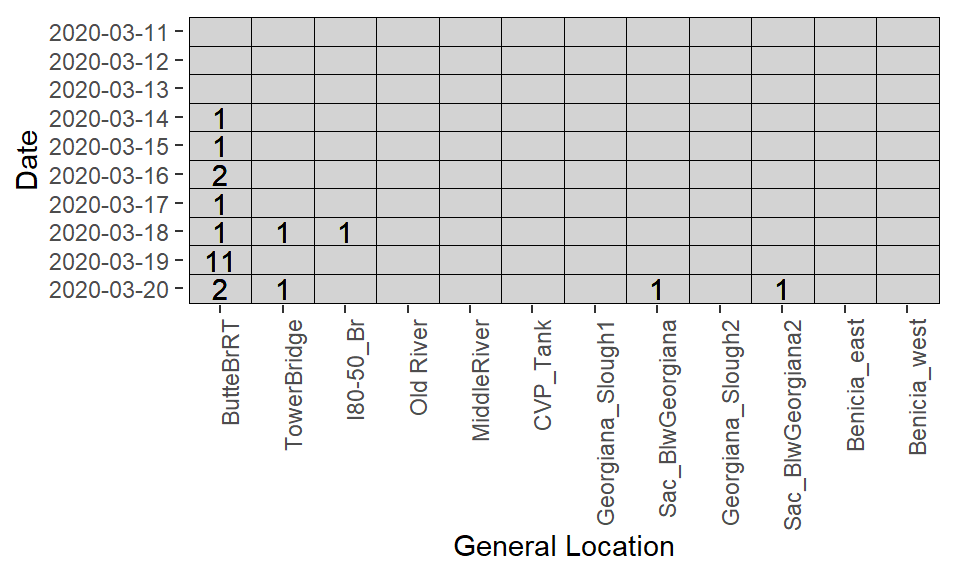 2020-03-11
2020-03-12
2020-03-13
2020-03-14 1
2020-03-15 1
2020-03-16 2
2020-03-17 1
2020-03-18 1 1 1
2020-03-19 11
2020-03-20 2 1 1 1
Date
ButteBrRT
TowerBridge
I80-50_Br
Old River
MiddleRiver
CVP_Tank
Georgiana_Slough1
Sac_BlwGeorgiana
Georgiana_Slough2
Sac_BlwGeorgiana2
Benicia_east
Benicia_west
General Location